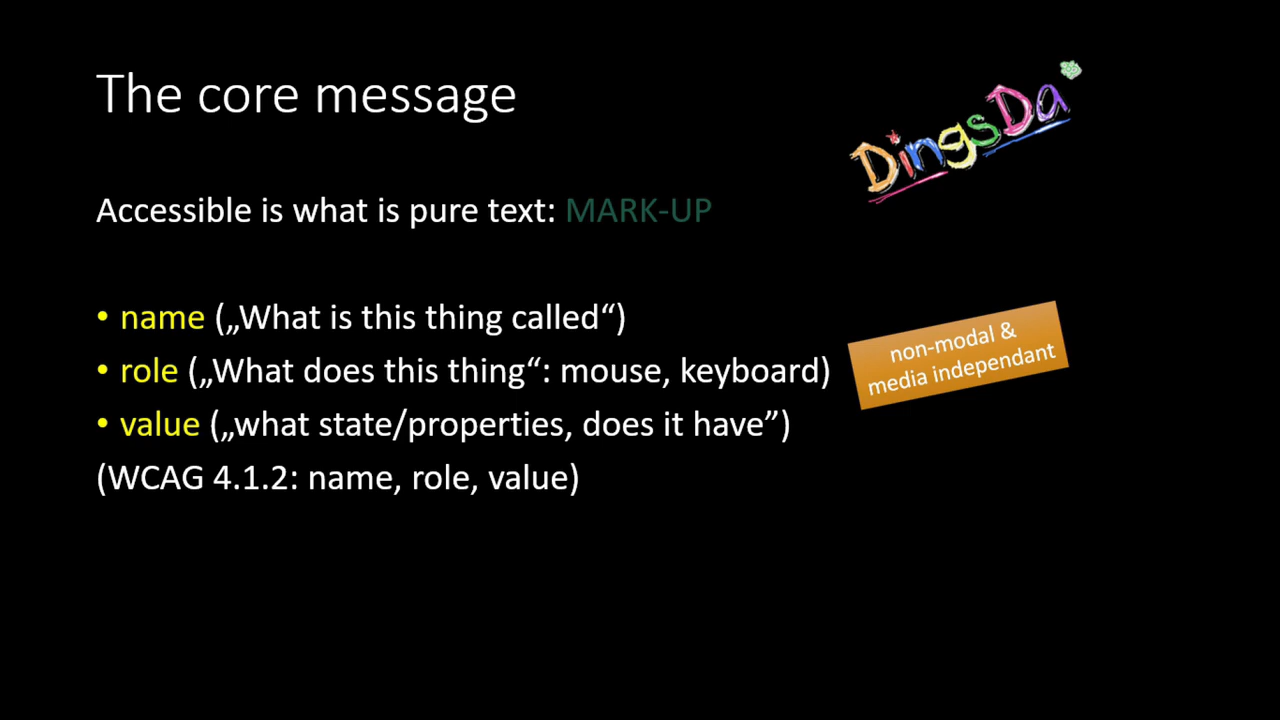 The core message
DingsDa
Accessible is what is pure text: MARK-UP
• name („What is this thing called“)
• role („What does this thing“: mouse, keyboard)
• value („what state/properties, does it have”)
(WCAG 4.1.2: name, role, value)
non-modal &
media independant